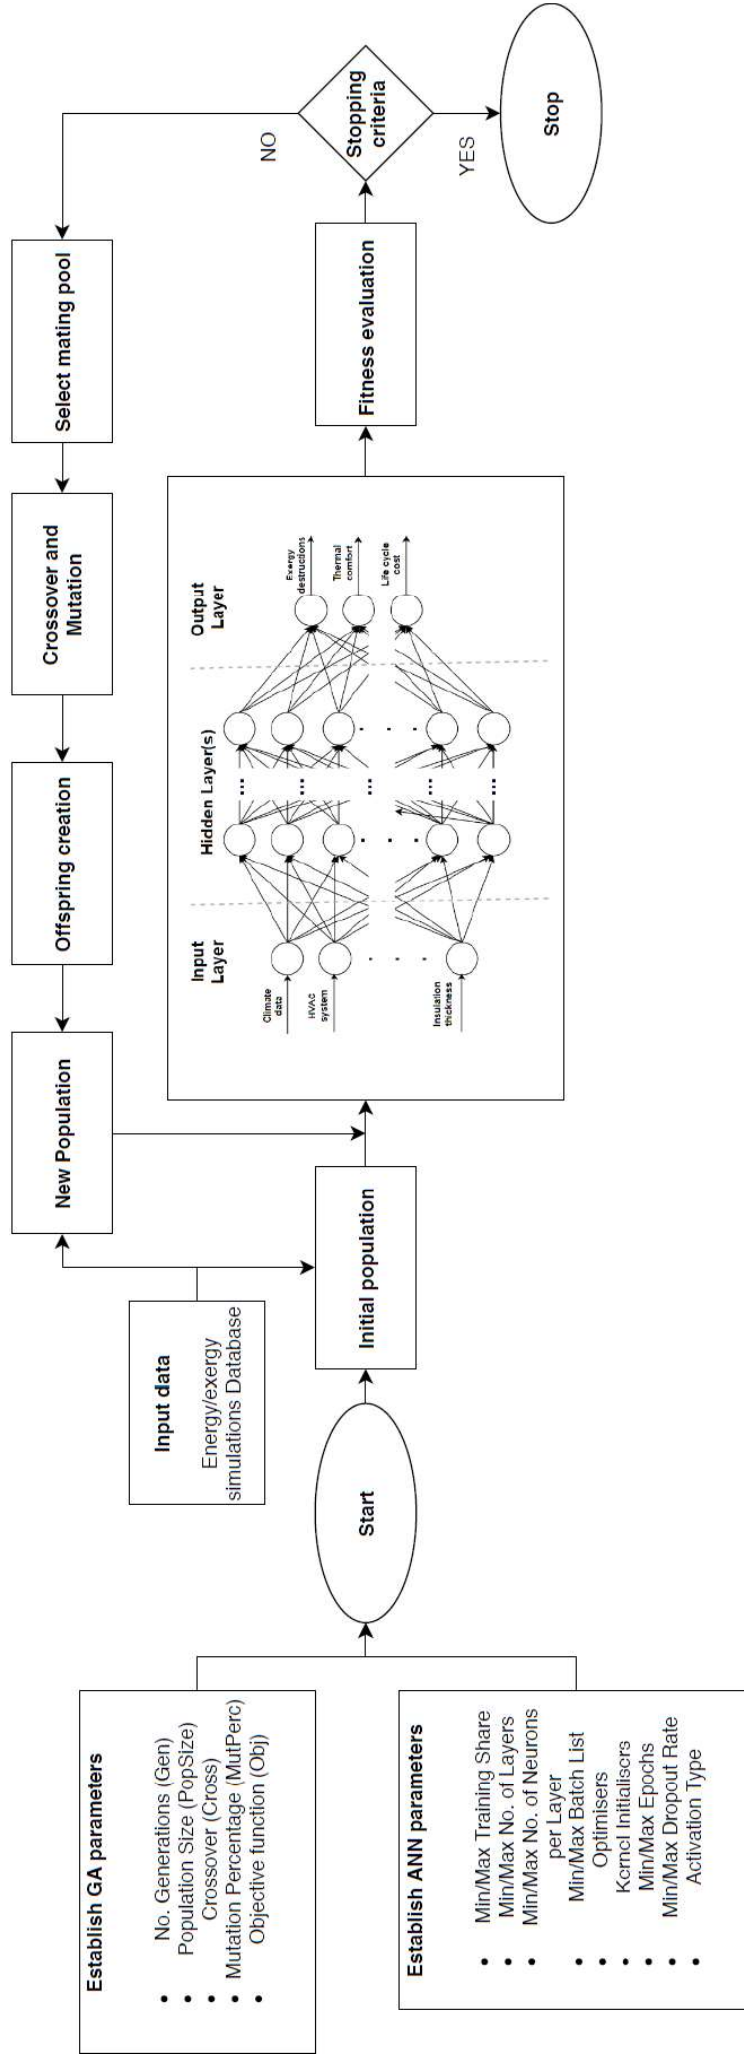 Establish GA parameters
• No. Generations (Gen)
• Population Size (PopSize)
• Crossover (Cross)
• Mutation Percentage (MutPerc)
• Objective function (Obj)
Establish ANN parameters
• Min/Max Training Share
• Min/Max No. of Layers
• Min/Max No. of Neurons
per Layer
• Min/Max Batch List
• Optimisers
• Kernel Initialisers
• Min/Max Epochs
• Min/Max Dropout Rate
• Activation Type
Start
Input data
Energy/exergy
simulations Database
Initial population
New Population
Offspring creation
Crossover and
Mutation
Select mating pool
Input
Layer
Hidden Layer(s)
Output
Layer
Climate
data
HVAC
system
Insulation
thickness
Exergy
destructions
Thermal
comfort
Life cycle
cost
Fitness evaluation
Stopping
criteria
NO
YES
Stop